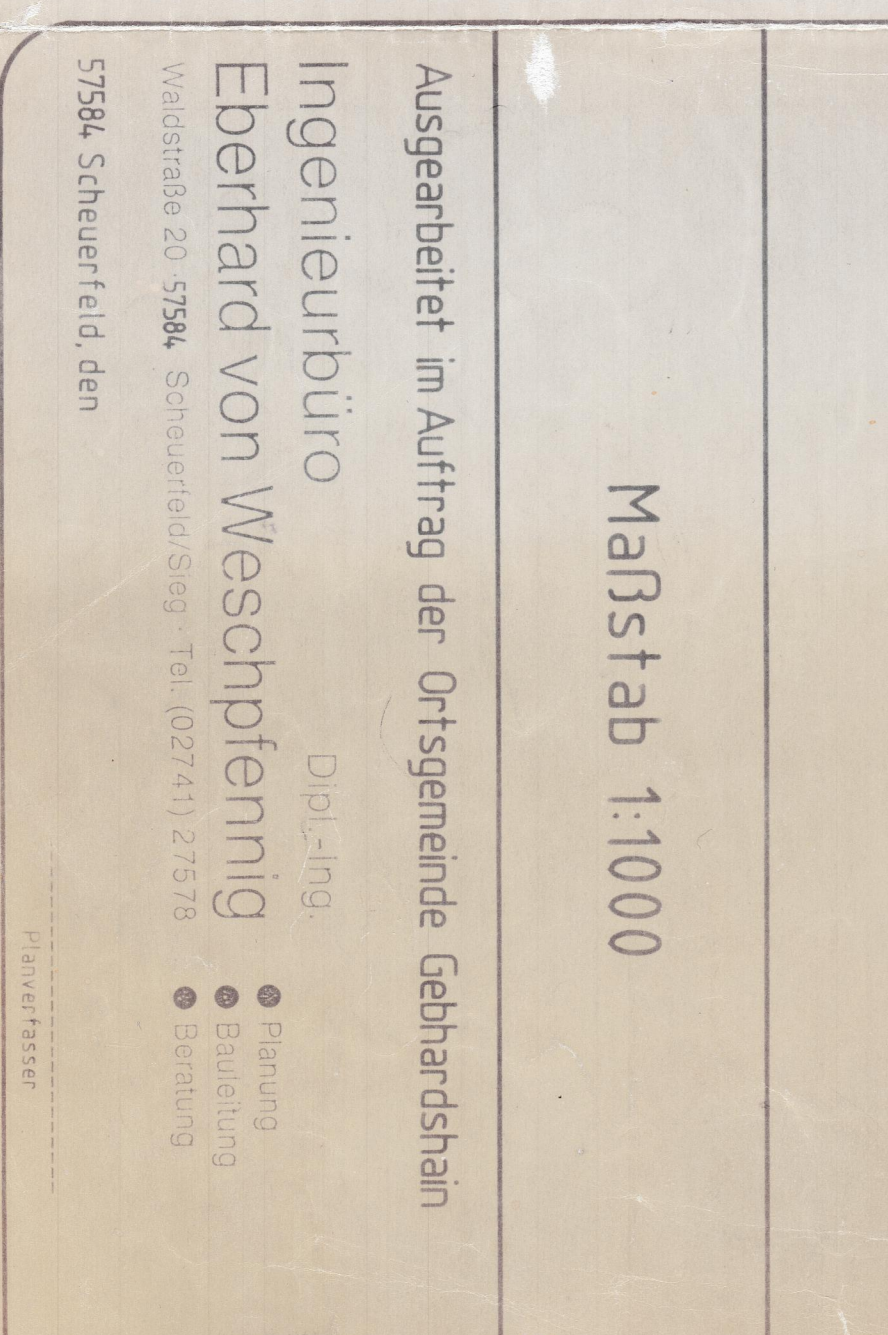 Maßstab 1:1000
Ausgearbeitet im Auftrag der Ortsgemeinde Gebhardshain
Ingenieurbüro Dipl.-Ing.
Eberhard von Weschpfennig
Waldstraße 20 · 57584 Scheuerfeld/Sieg · Tel. (02741) 27578
● Planung
● Bauleitung
● Beratung
57584 Scheuerfeld, den
Planverfasser